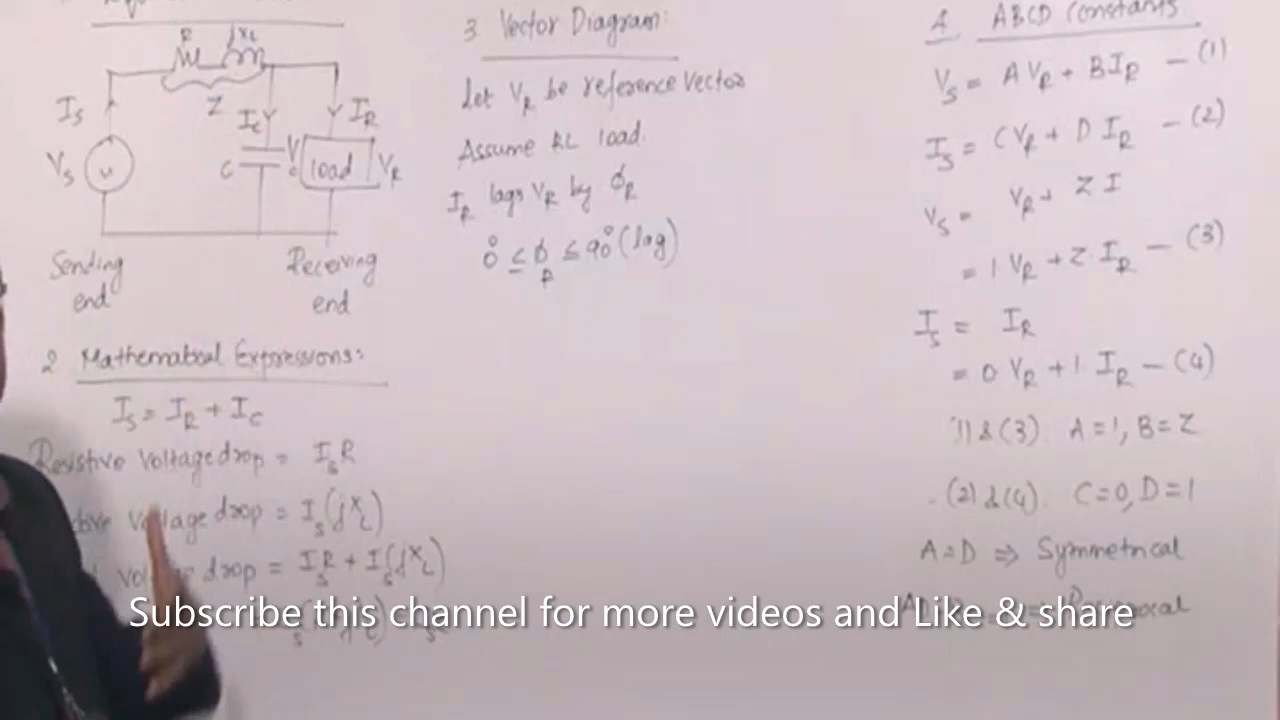 R jXL
Z
IS
IC
IR
VS
C
VC
load
VR
Sending end
Receiving end
2 Mathematical Expressions:
IS = IR + IC
Resistive voltage drop = ISR
voltage drop = IS(jXL)
voltage drop = ISR + IS(jXL)
3 Vector Diagram:
Let VR be reference Vector
Assume RL load.
IR lags VR by ϕR
0° ≤ ϕR ≤ 90° (lag)
4 ABCD Constants
VS = A VR + B IR — (1)
IS = C VR + D IR — (2)
VS = VR + Z I
= 1 VR + Z. IR — (3)
IS = IR
= 0 VR + 1. IR — (4)
(1) & (3). A=1, B=Z
(2) & (4). C=0, D=1
A=D ⇒ Symmetrical
Subscribe this channel for more videos and Like & share